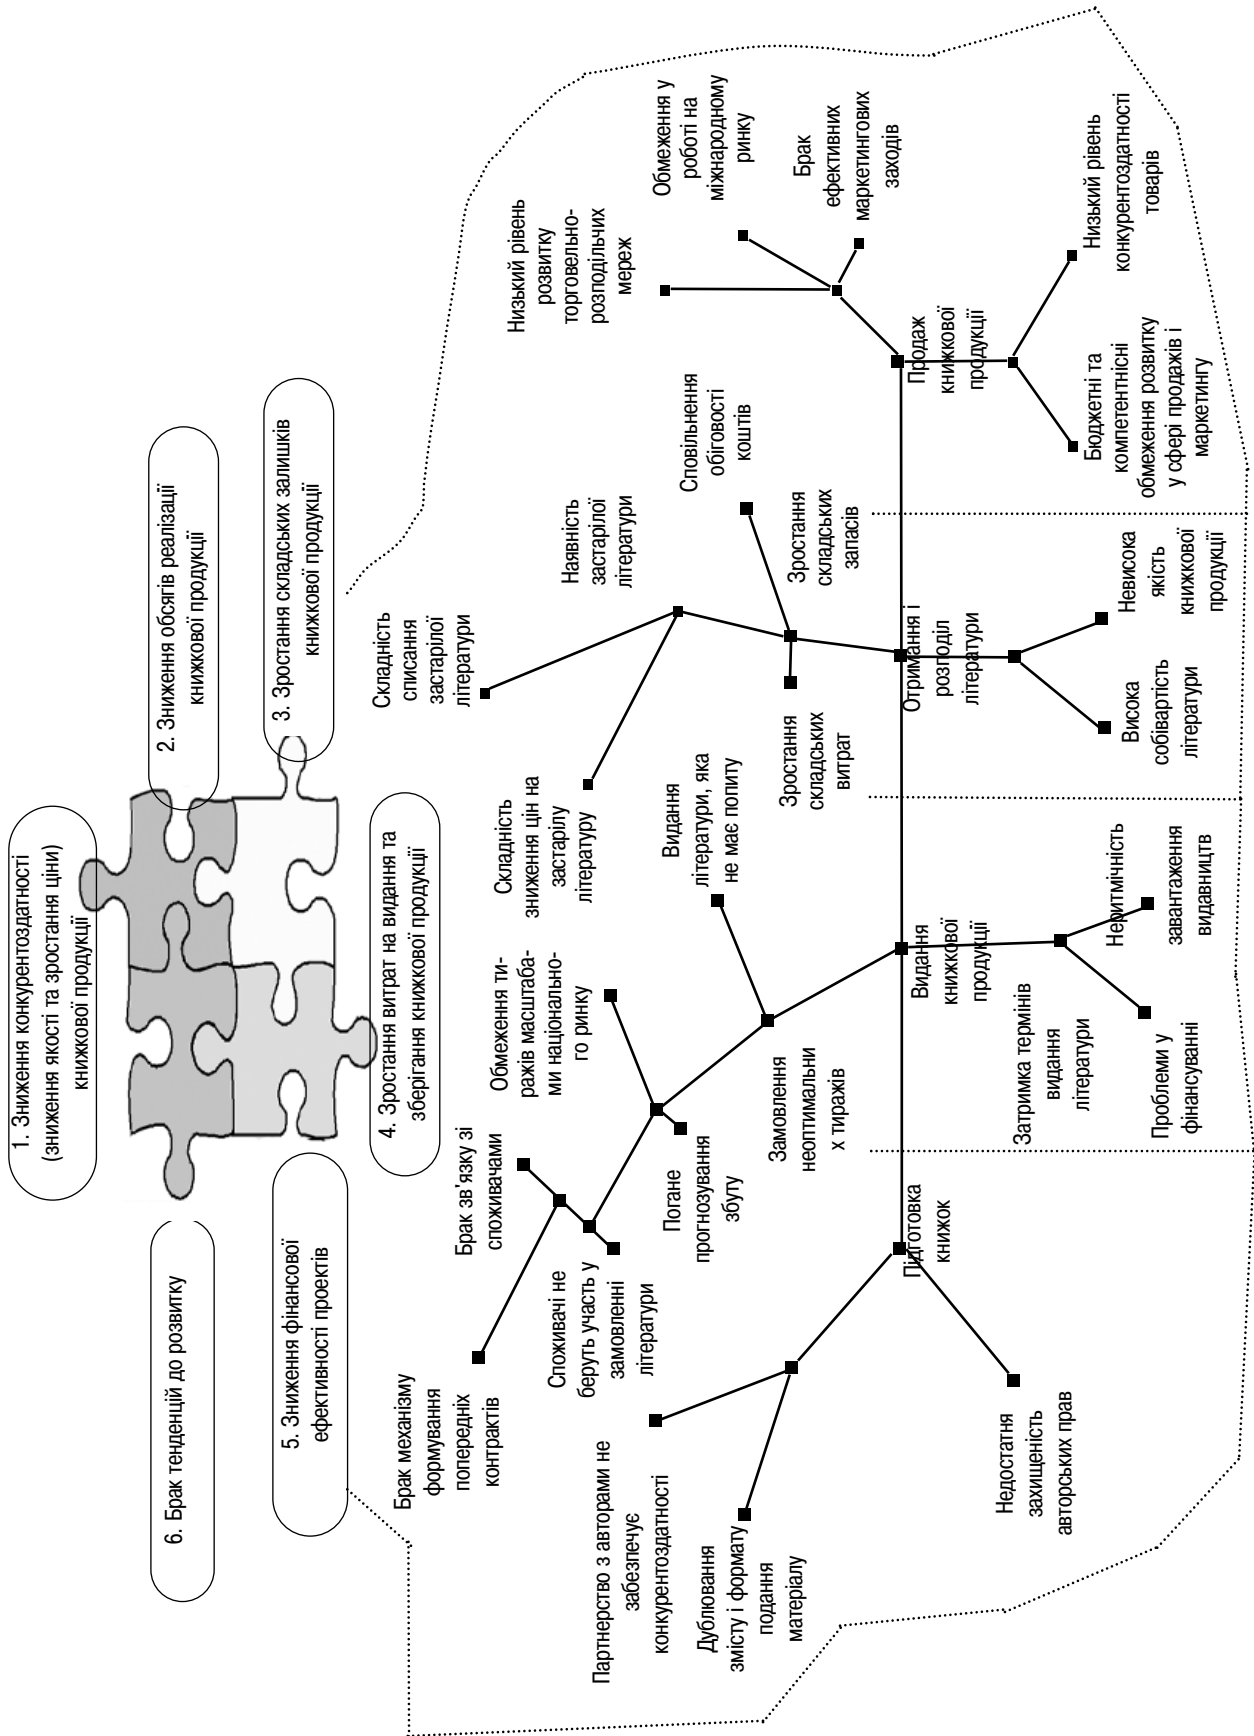 1. Зниження конкурентоздатності
(зниження якості та зростання ціни)
книжкової продукції
6. Брак тенденцій до розвитку
2. Зниження обсягів реалізації
книжкової продукції
5. Зниження фінансової
ефективності проектів
3. Зростання складських залишків
книжкової продукції
4. Зростання витрат на видання та
зберігання книжкової продукції
Брак механізму
формування
попередніх
контрактів
Брак зв'язку зі
споживачами
Обмеження ти-
ражів масштаба-
ми національно-
го ринку
Складність
списання
застарілої
літератури
Складність
зниження цін на
застарілу
літературу
Наявність
застарілої
літератури
Низький рівень
розвитку
торговельно-
розподільчих
мереж
Споживачі не
беруть участь у
замовленні
літератури
Партнерство з авторами не
забезпечує
конкурентоздатності
Погане
прогнозування
збуту
Видання
літератури, яка
не має попиту
Сповільнення
обіговості
коштів
Обмеження у
роботі на
міжнародному
ринку
Дублювання
змісту і формату
подання
матеріалу
Замовлення
неоптимальни
х тиражів
Зростання
складських
витрат
Зростання
складських
запасів
Брак
ефективних
маркетингових
заходів
Підготовка
книжок
Видання
книжкової
продукції
Отримання і
розподіл
літератури
Продаж
книжкової
продукції
Недостатня
захищеність
авторських прав
Затримка термінів
видання
літератури
Проблеми у
фінансуванні
Неритмічність
завантаження
видавництв
Висока
собівартість
літератури
Невисока
якість
книжкової
продукції
Бюджетні та
компетентнісні
обмеження розвитку
у сфері продажів і
маркетингу
Низький рівень
конкурентоздатності
товарів